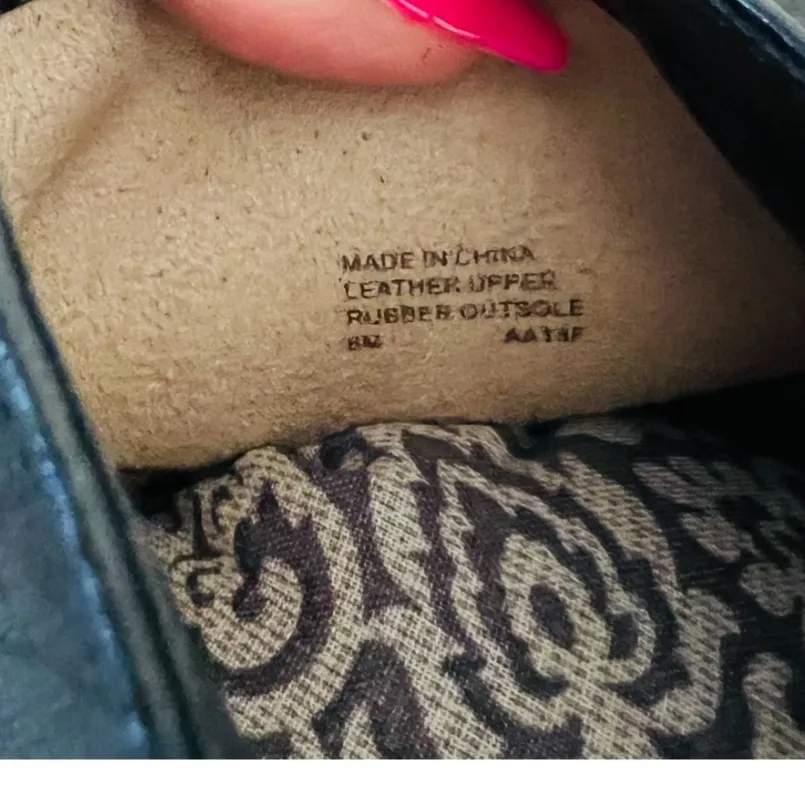 MADE IN CHINA
LEATHER UPPER
RUBBER OUTSOLE